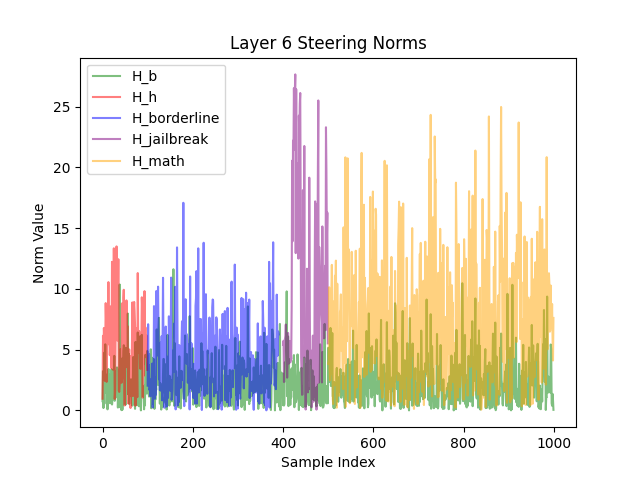 Layer 6 Steering Norms
H_b
H_h
H_borderline
H_jailbreak
H_math
Norm Value
25
20
15
10
5
0
0 200 400 600 800 1000
Sample Index